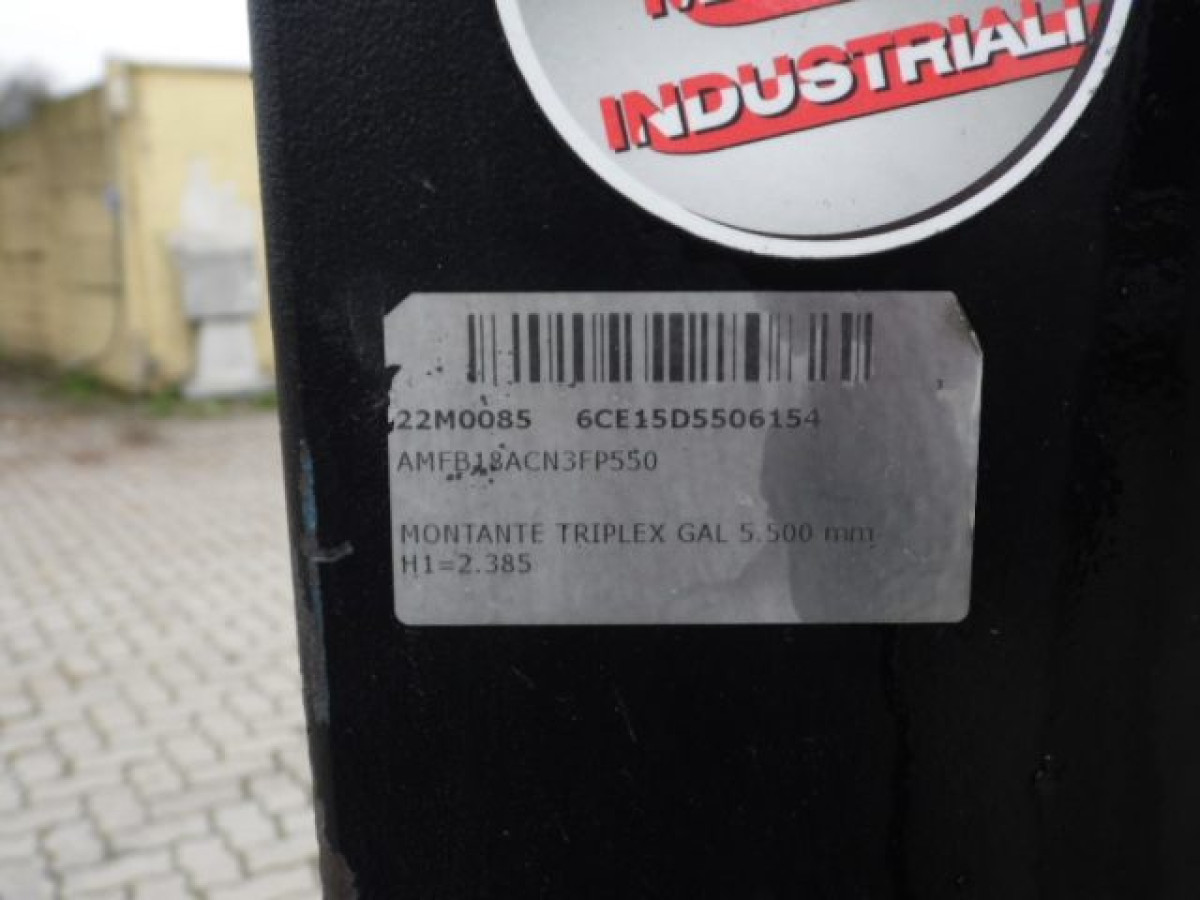 INDUSTRIALI
22M0085 6CE15D5506154
AMFB18ACN3FP550
MONTANTE TRIPLEX GAL 5.500 mm
H1=2.385